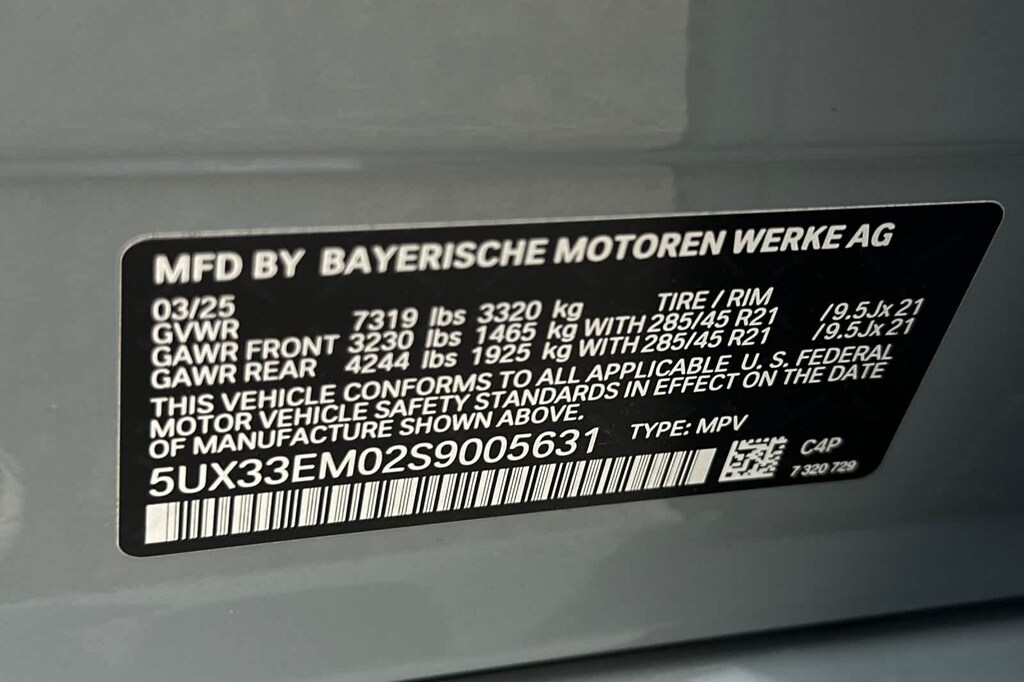 MFD BY BAYERISCHE MOTOREN WERKE AG
03/25 TIRE / RIM
GVWR 7319 lbs 3320 kg
GAWR FRONT 3230 lbs 1465 kg WITH 285/45 R21 /9.5Jx 21
GAWR REAR 4244 lbs 1925 kg WITH 285/45 R21 /9.5Jx 21
THIS VEHICLE CONFORMS TO ALL APPLICABLE U. S. FEDERAL
MOTOR VEHICLE SAFETY STANDARDS IN EFFECT ON THE DATE
OF MANUFACTURE SHOWN ABOVE.
5UX33EM02S9005631 TYPE: MPV
C4P
7 320 729